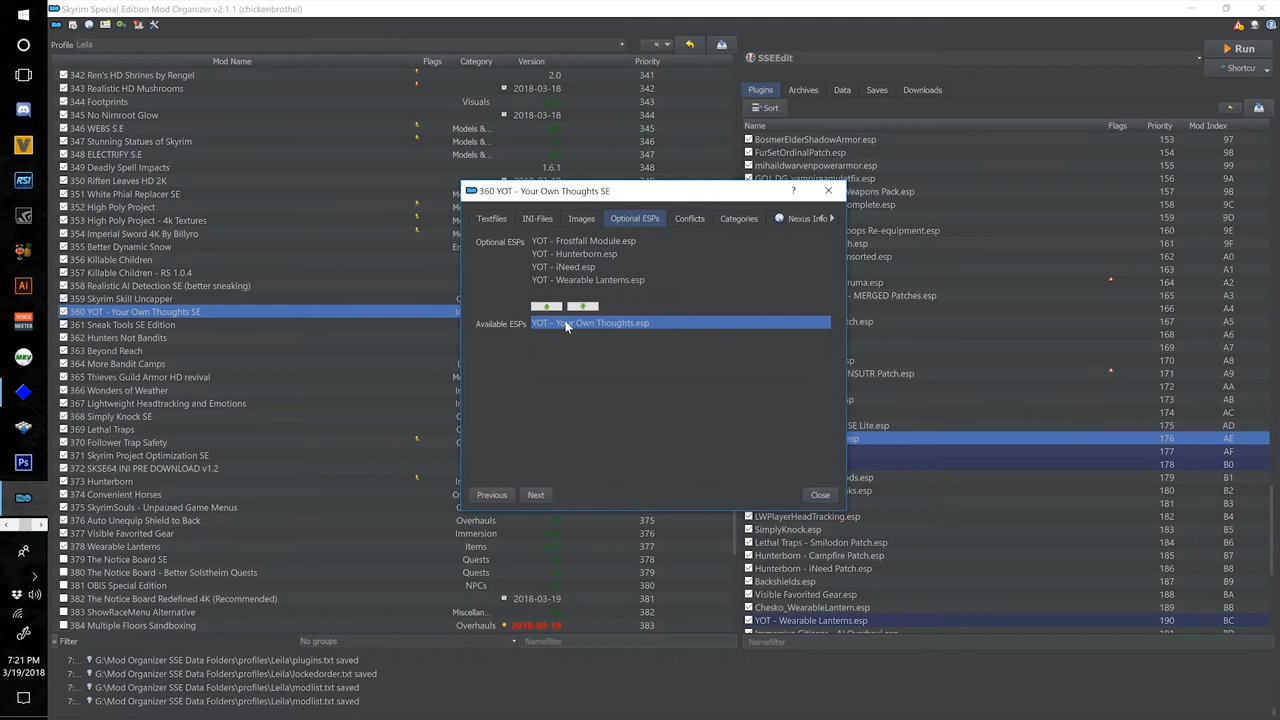 Skyrim Special Edition Mod Organizer v2.1.1 (chickenbrothel)
Profile Leila
Mod Name Flags Category Version Priority
342 Ren's HD Shrines by Rengel 2.0 341
343 Realistic HD Mushrooms 2018-03-18 342
344 Footprints Visuals 343
345 No Nirnroot Glow 2018-03-18 344
346 WEBS S.E Models &... 345
347 Stunning Statues of Skyrim Models &... 346
348 ELECTRIFY S.E Models &... 347
349 Deadly Spell Impacts 1.6.1 348
350 Riften Leaves HD 2K
351 White Phial Replacer SE
352 High Poly Project
353 High Poly Project - 4k Textures
354 Imperial Sword 4K By Billyro
355 Better Dynamic Snow
356 Killable Children
357 Killable Children - RS 1.0.4
358 Realistic AI Detection SE (better sneaking)
359 Skyrim Skill Uncapper
360 YOT - Your Own Thoughts SE
361 Sneak Tools SE Edition
362 Hunters Not Bandits
363 Beyond Reach
364 More Bandit Camps
365 Thieves Guild Armor HD revival
366 Wonders of Weather
367 Lightweight Headtracking and Emotions
368 Simply Knock SE
369 Lethal Traps
370 Follower Trap Safety
371 Skyrim Project Optimization SE
372 SKSE64 INI PRE DOWNLOAD v1.2
373 Hunterborn
374 Convenient Horses
375 SkyrimSouls - Unpaused Game Menus
376 Auto Unequip Shield to Back Overhauls 375
377 Visible Favorited Gear Immersion 376
378 Wearable Lanterns Items 377
379 The Notice Board SE Quests 378
380 The Notice Board - Better Solstheim Quests Quests 379
381 OBIS Special Edition NPCs 380
382 The Notice Board Redefined 4K (Recommended) 2018-03-19 381
383 ShowRaceMenu Alternative Miscellan... 382
384 Multiple Floors Sandboxing Overhauls 2018-03-19 383
Filter No groups Namefilter
7:... G:\Mod Organizer SSE Data Folders\profiles\Leila\plugins.txt saved
7:... G:\Mod Organizer SSE Data Folders\profiles\Leila\lockedorder.txt saved
7:... G:\Mod Organizer SSE Data Folders\profiles\Leila\modlist.txt saved
7:... G:\Mod Organizer SSE Data Folders\profiles\Leila\modlist.txt saved
360 YOT - Your Own Thoughts SE
Textfiles INI-Files Images Optional ESPs Conflicts Categories Nexus Info
Optional ESPs YOT - Frostfall Module.esp
YOT - Hunterborn.esp
YOT - iNeed.esp
YOT - Wearable Lanterns.esp
Available ESPs YOT - Your Own Thoughts.esp
Previous Next Close
SSEEdit
Run
Shortcu
Plugins Archives Data Saves Downloads
Sort
Name Flags Priority Mod Index
BosmerElderShadowArmor.esp 153 97
FurSetOrdinalPatch.esp 154 98
mihaildwarvenpowerarmor.esp 155 99
vampireamuletfix.esp 156 9A
Weapons Pack.esp 157 9B
complete.esp 158 9C
159 9D
oops Re-equipment.esp 160 9E
161 9F
nsorted.esp 162 A0
163 A1
ruma.esp 164 A2
- MERGED Patches.esp 165 A3
166 A4
A5.esp 167 A5
168 A6
169 A7
.esp 170 A8
NSUTR Patch.esp 171 A9
172 AA
173 AB
174 AC
SE Lite.esp 175 AD
.esp 176 AE
177 AF
178 B0
ods.esp 179 B1
sks.esp 180 B2
181 B3
LWPlayerHeadTracking.esp 182 B4
SimplyKnock.esp 183 B5
Lethal Traps - Smilodon Patch.esp 184 B6
Hunterborn - Campfire Patch.esp 185 B7
Hunterborn - iNeed Patch.esp 186 B8
Backshields.esp 187 B9
Visible Favorited Gear.esp 188 BA
Chesko_WearableLantern.esp 189 BB
YOT - Wearable Lanterns.esp 190 BC
Namefilter
7:21 PM
3/19/2018